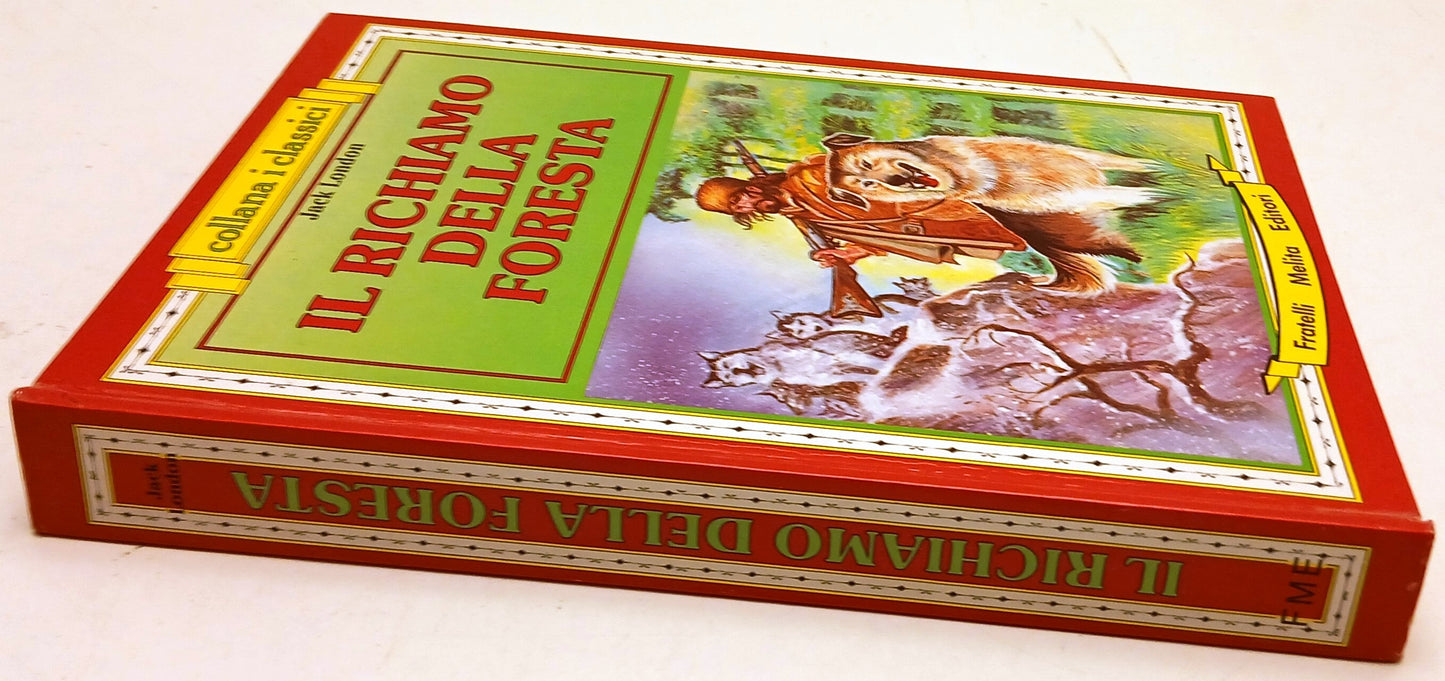 collana i classici
Jack London
IL RICHIAMO
DELLA
FORESTA
Fratelli Melita Editori
Jack
London
IL RICHIAMO DELLA FORESTA
FME